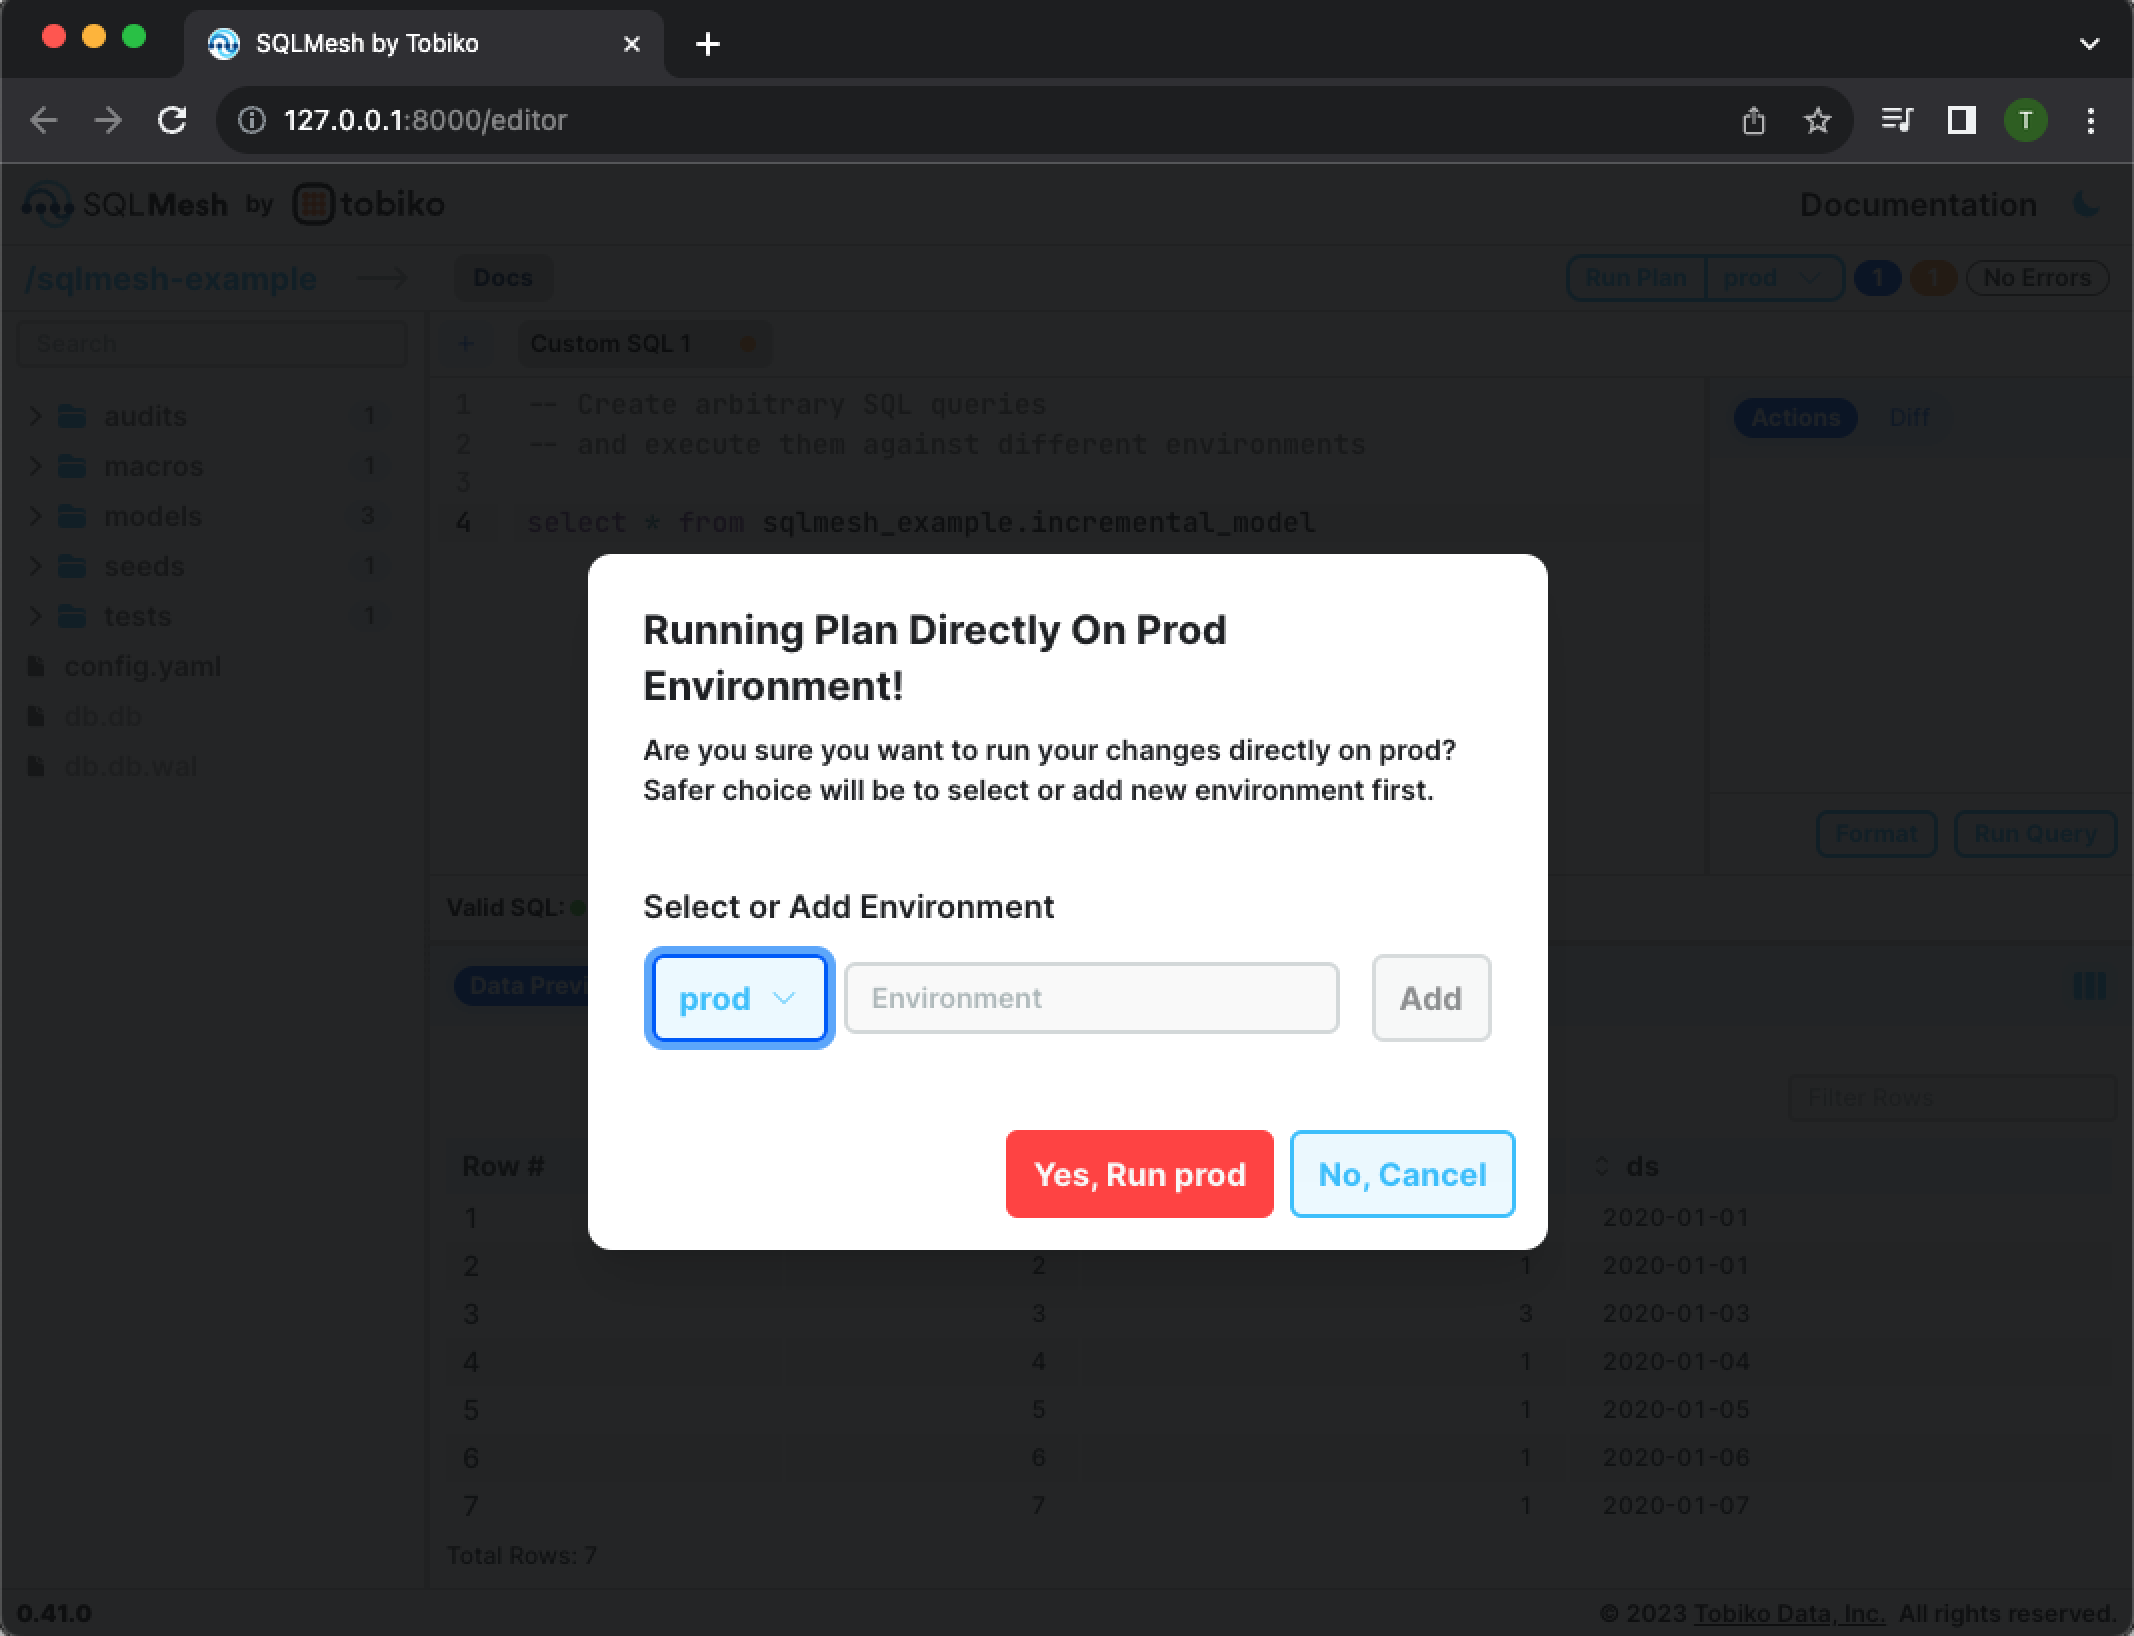 SQLMesh by Tobiko
127.0.0.1:8000/editor
T
SQLMesh by tobiko
Documentation
/sqlmesh-example
Docs
Run Plan prod
1 1 No Errors
Search
+ Custom SQL 1
audits 1
macros 1
models 3
seeds 1
tests 1
config.yaml
db.db
db.db.wal
1 -- Create arbitrary SQL queries
2 -- and execute them against different environments
3
4 select * from sqlmesh_example.incremental_model
Actions Diff
Format Run Query
Valid SQL:
Data Previ
Running Plan Directly On Prod
Environment!
Are you sure you want to run your changes directly on prod?
Safer choice will be to select or add new environment first.
Select or Add Environment
prod Environment Add
Yes, Run prod No, Cancel
Filter Rows
Row # ds
1 2020-01-01
2 2 1 2020-01-01
3 3 3 2020-01-03
4 4 1 2020-01-04
5 5 1 2020-01-05
6 6 1 2020-01-06
7 7 1 2020-01-07
Total Rows: 7
0.41.0
© 2023 Tobiko Data, Inc. All rights reserved.